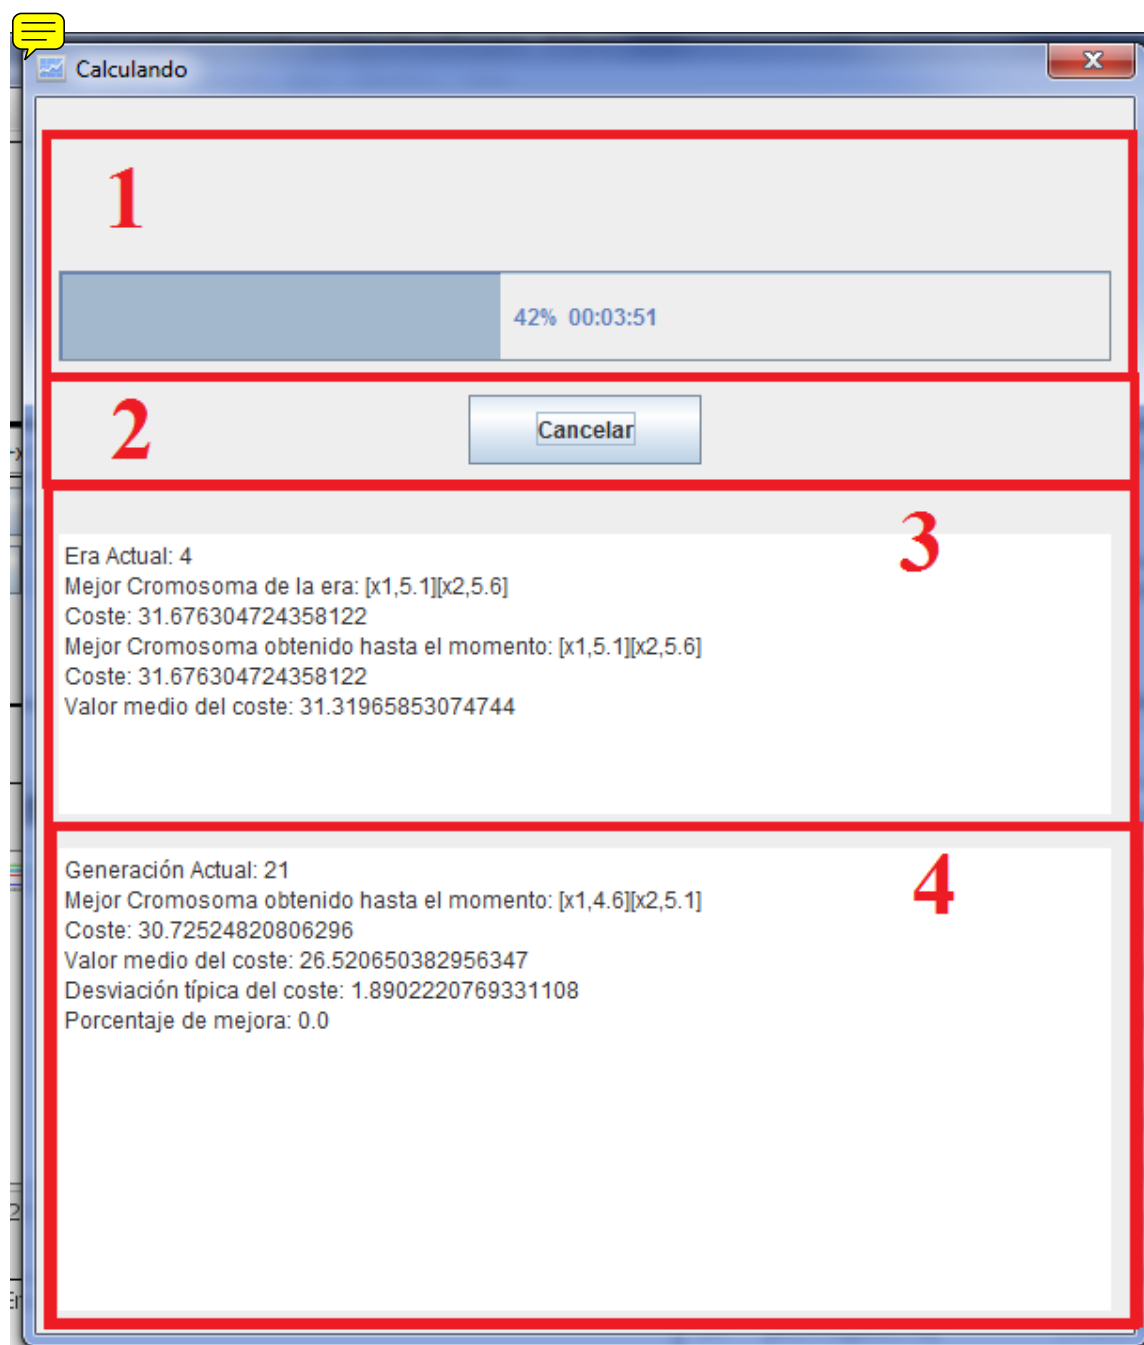 Calculando
1
42% 00:03:51
2
Cancelar
3
Era Actual: 4
Mejor Cromosoma de la era: [x1,5.1][x2,5.6]
Coste: 31.676304724358122
Mejor Cromosoma obtenido hasta el momento: [x1,5.1][x2,5.6]
Coste: 31.676304724358122
Valor medio del coste: 31.31965853074744
4
Generación Actual: 21
Mejor Cromosoma obtenido hasta el momento: [x1,4.6][x2,5.1]
Coste: 30.72524820806296
Valor medio del coste: 26.520650382956347
Desviación típica del coste: 1.8902220769331108
Porcentaje de mejora: 0.0